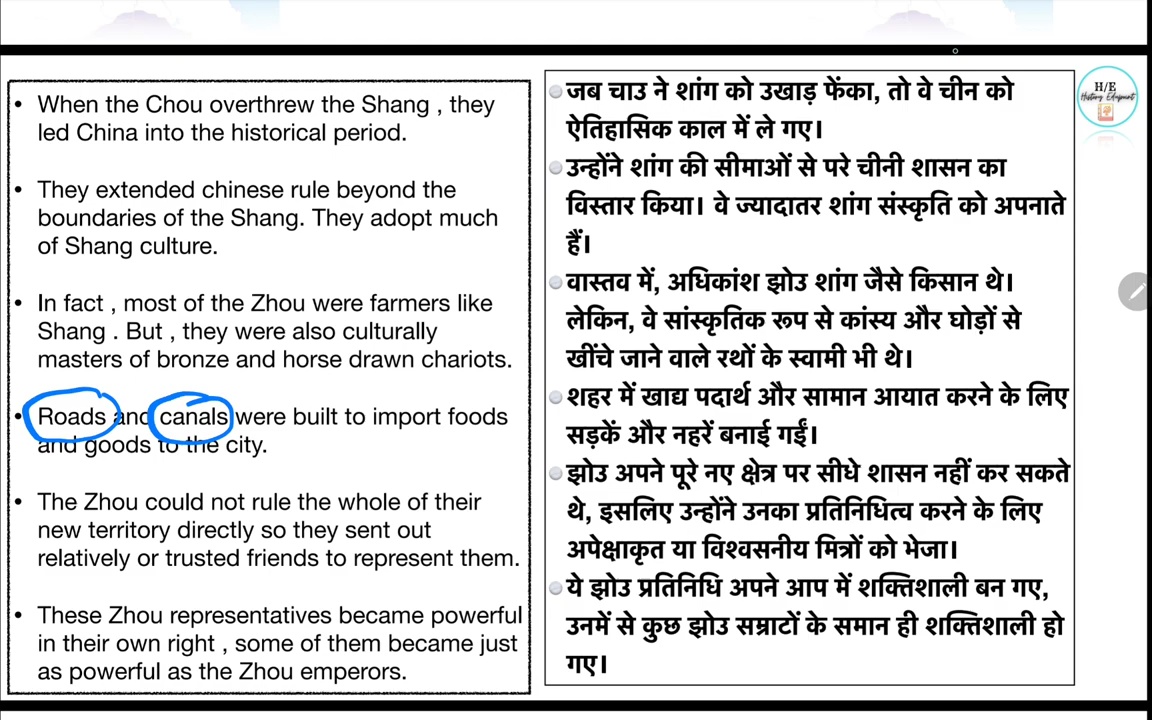 When the Chou overthrew the Shang , they
led China into the historical period.
They extended chinese rule beyond the
boundaries of the Shang. They adopt much
of Shang culture.
In fact , most of the Zhou were farmers like
Shang . But , they were also culturally
masters of bronze and horse drawn chariots.
Roads and canals were built to import foods
and goods to the city.
The Zhou could not rule the whole of their
new territory directly so they sent out
relatively or trusted friends to represent them.
These Zhou representatives became powerful
in their own right , some of them became just
as powerful as the Zhou emperors.
जब चाउ ने शांग को उखाड़ फेंका, तो वे चीन को
ऐतिहासिक काल में ले गए।
उन्होंने शांग की सीमाओं से परे चीनी शासन का
विस्तार किया। वे ज्यादातर शांग संस्कृति को अपनाते
हैं।
वास्तव में, अधिकांश झोउ शांग जैसे किसान थे।
लेकिन, वे सांस्कृतिक रूप से कांस्य और घोड़ों से
खींचे जाने वाले रथों के स्वामी भी थे।
शहर में खाद्य पदार्थ और सामान आयात करने के लिए
सड़कें और नहरें बनाई गईं।
झोउ अपने पूरे नए क्षेत्र पर सीधे शासन नहीं कर सकते
थे, इसलिए उन्होंने उनका प्रतिनिधित्व करने के लिए
अपेक्षाकृत या विश्वसनीय मित्रों को भेजा।
ये झोउ प्रतिनिधि अपने आप में शक्तिशाली बन गए,
उनमें से कुछ झोउ सम्राटों के समान ही शक्तिशाली हो
गए।
H/E
History Edupoint